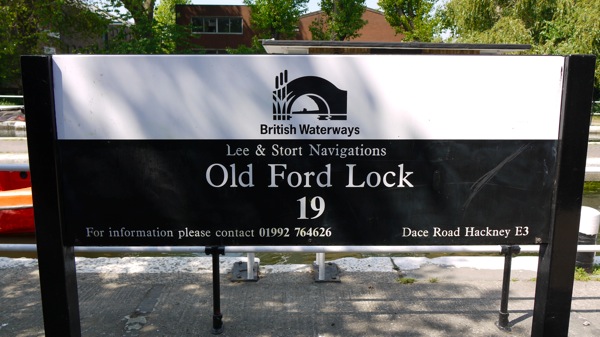 British Waterways
Lee & Stort Navigations
Old Ford Lock
19
For information please contact 01992 764626 Dace Road Hackney E3